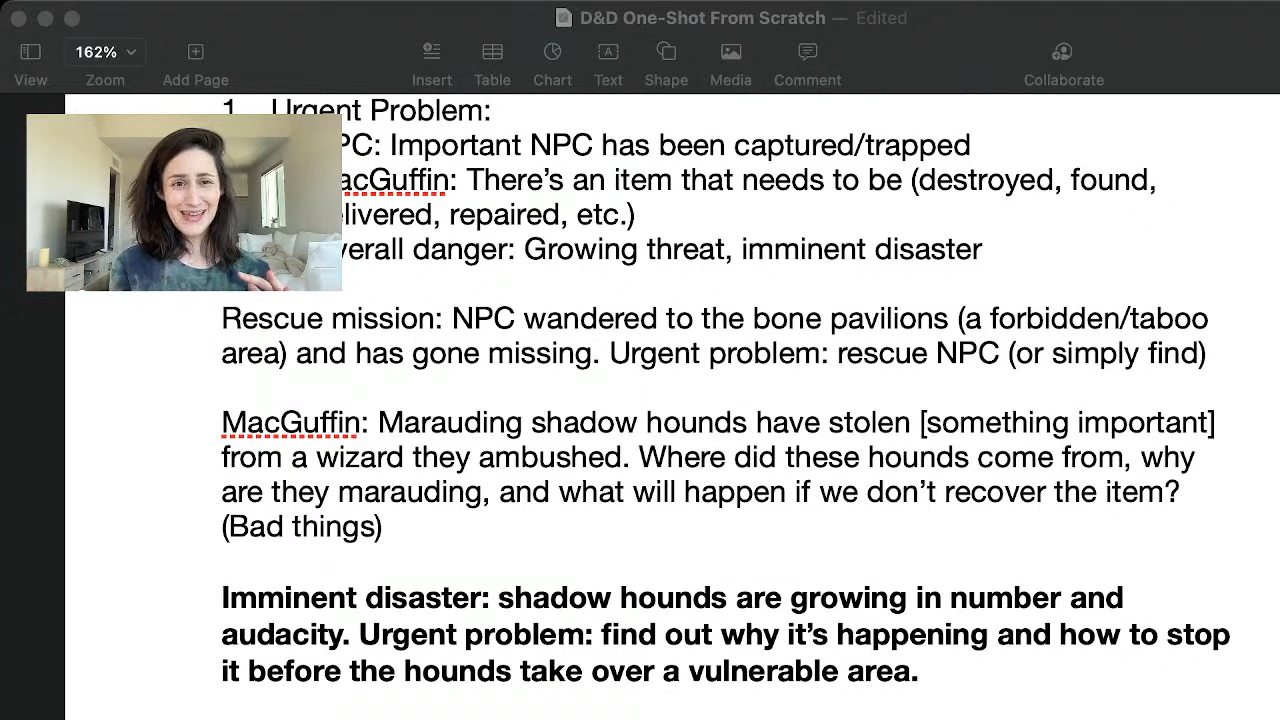 D&D One-Shot From Scratch — Edited
162%
View Zoom Add Page Insert Table Chart Text Shape Media Comment Collaborate
1. Urgent Problem:
PC: Important NPC has been captured/trapped
acGuffin: There’s an item that needs to be (destroyed, found,
livered, repaired, etc.)
verall danger: Growing threat, imminent disaster
Rescue mission: NPC wandered to the bone pavilions (a forbidden/taboo
area) and has gone missing. Urgent problem: rescue NPC (or simply find)
MacGuffin: Marauding shadow hounds have stolen [something important]
from a wizard they ambushed. Where did these hounds come from, why
are they marauding, and what will happen if we don’t recover the item?
(Bad things)
Imminent disaster: shadow hounds are growing in number and
audacity. Urgent problem: find out why it’s happening and how to stop
it before the hounds take over a vulnerable area.